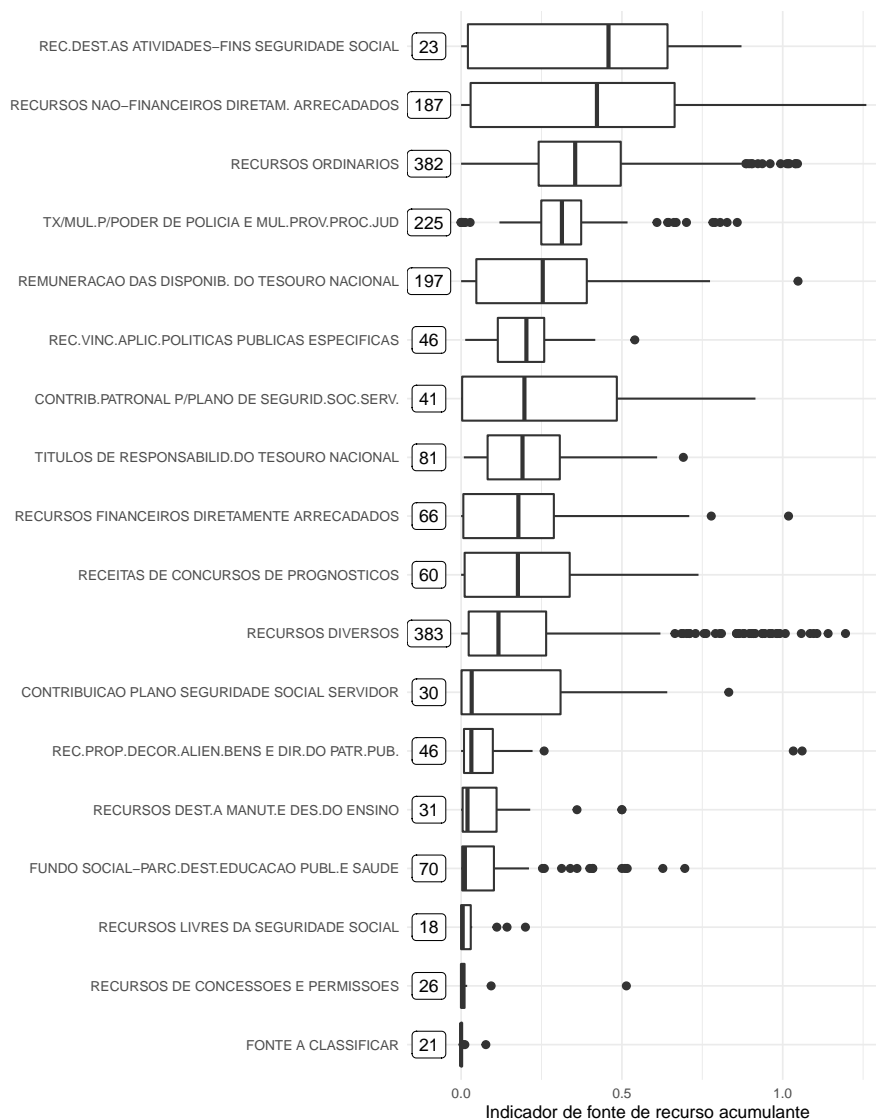 REC.DEST.AS ATIVIDADES−FINS SEGURIDADE SOCIAL 23
RECURSOS NAO−FINANCEIROS DIRETAM. ARRECADADOS 187
RECURSOS ORDINARIOS 382
TX/MUL.P/PODER DE POLICIA E MUL.PROV.PROC.JUD 225
REMUNERACAO DAS DISPONIB. DO TESOURO NACIONAL 197
REC.VINC.APLIC.POLITICAS PUBLICAS ESPECIFICAS 46
CONTRIB.PATRONAL P/PLANO DE SEGURID.SOC.SERV. 41
TITULOS DE RESPONSABILID.DO TESOURO NACIONAL 81
RECURSOS FINANCEIROS DIRETAMENTE ARRECADADOS 66
RECEITAS DE CONCURSOS DE PROGNOSTICOS 60
RECURSOS DIVERSOS 383
CONTRIBUICAO PLANO SEGURIDADE SOCIAL SERVIDOR 30
REC.PROP.DECOR.ALIEN.BENS E DIR.DO PATR.PUB. 46
RECURSOS DEST.A MANUT.E DES.DO ENSINO 31
FUNDO SOCIAL−PARC.DEST.EDUCACAO PUBL.E SAUDE 70
RECURSOS LIVRES DA SEGURIDADE SOCIAL 18
RECURSOS DE CONCESSOES E PERMISSOES 26
FONTE A CLASSIFICAR 21
0.0 0.5 1.0
Indicador de fonte de recurso acumulante